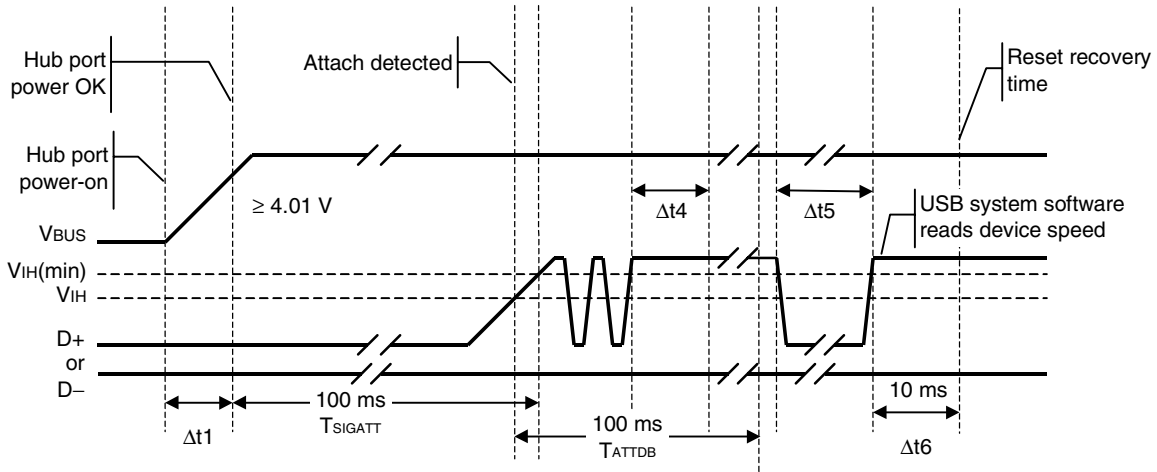 Hub port
power OK
Attach detected
Reset recovery
time
Hub port
power-on
≥ 4.01 V
Δt4
Δt5
USB system software
reads device speed
VBUS
VIH(min)
VIH
D+
or
D−
Δt1
100 ms
TSIGATT
100 ms
TATTDB
10 ms
Δt6